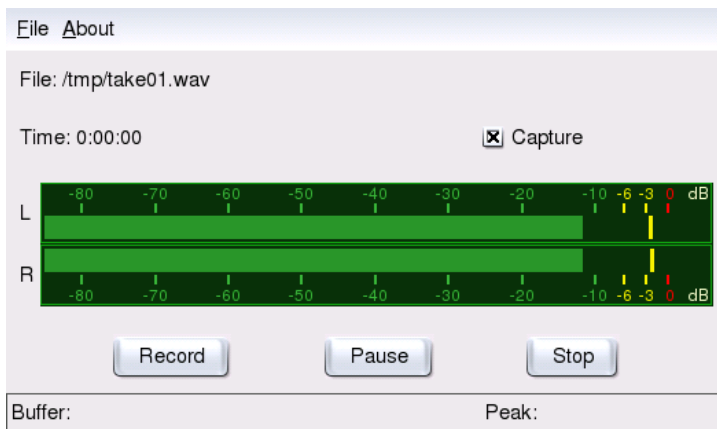 File About
File: /tmp/take01.wav
Time: 0:00:00 Capture
-80 -70 -60 -50 -40 -30 -20 -10 -6 -3 0 dB
L
R
-80 -70 -60 -50 -40 -30 -20 -10 -6 -3 0 dB
Record Pause Stop
Buffer: Peak: